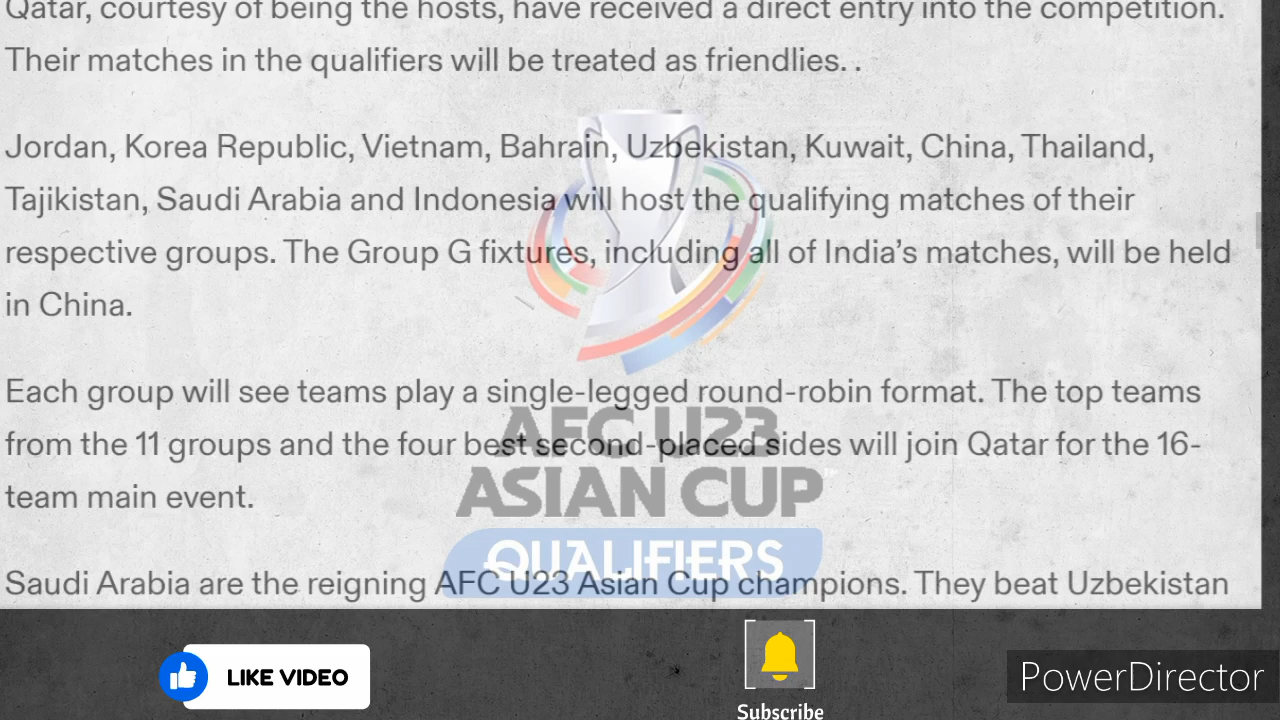 Qatar, courtesy of being the hosts, have received a direct entry into the competition.
Their matches in the qualifiers will be treated as friendlies. .
Jordan, Korea Republic, Vietnam, Bahrain, Uzbekistan, Kuwait, China, Thailand,
Tajikistan, Saudi Arabia and Indonesia will host the qualifying matches of their
respective groups. The Group G fixtures, including all of India’s matches, will be held
in China.
Each group will see teams play a single-legged round-robin format. The top teams
from the 11 groups and the four best second-placed sides will join Qatar for the 16-
team main event.
Saudi Arabia are the reigning AFC U23 Asian Cup champions. They beat Uzbekistan
AFC U23
ASIAN CUP
QUALIFIERS
LIKE VIDEO
Subscribe
PowerDirector